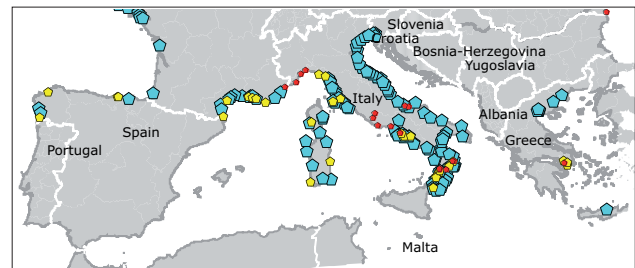 Slovenia
Croatia
Bosnia-Herzegovina
Yugoslavia
Italy
Albania
Spain
Greece
Portugal
Malta